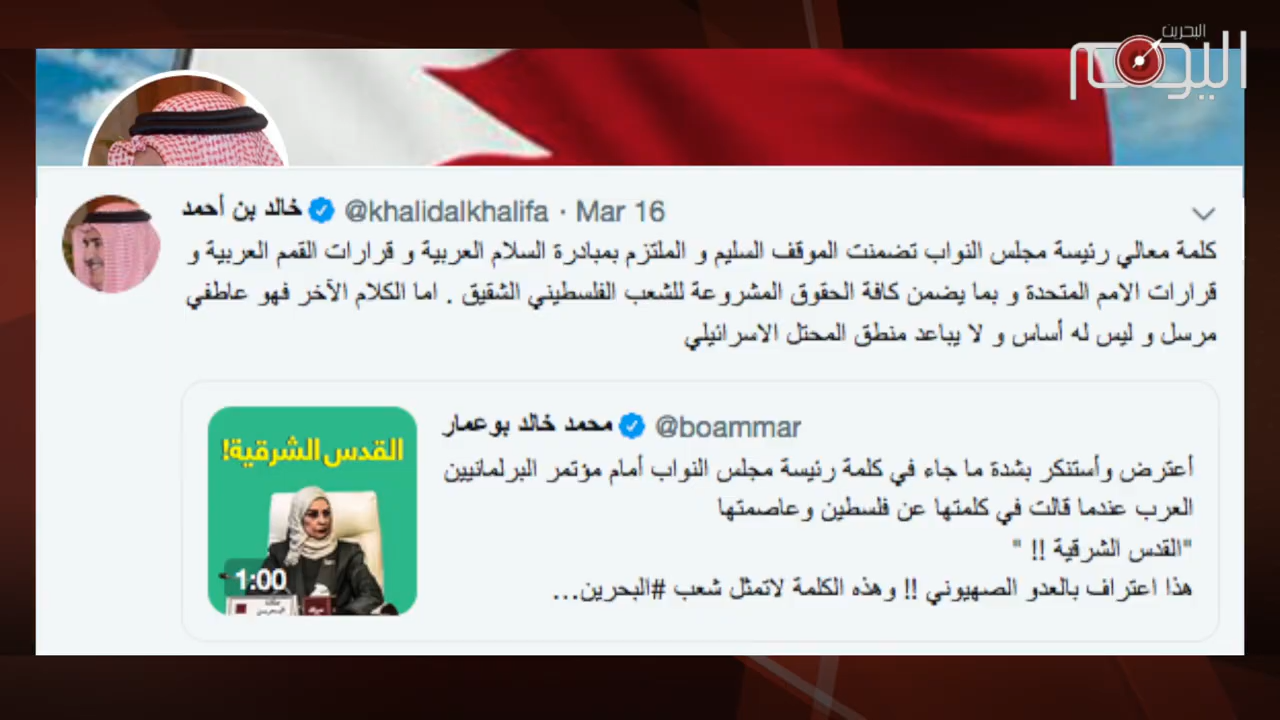 البحرين
اليوم
خالد بن أحمد @khalidalkhalifa · Mar 16
كلمة معالي رئيسة مجلس النواب تضمنت الموقف السليم و الملتزم بمبادرة السلام العربية و قرارات القمم العربية و
قرارات الامم المتحدة و بما يضمن كافة الحقوق المشروعة للشعب الفلسطيني الشقيق . اما الكلام الآخر فهو عاطفي
مرسل و ليس له أساس و لا يباعد منطق المحتل الاسرائيلي
محمد خالد بوعمار @boammar
أعترض وأستنكر بشدة ما جاء في كلمة رئيسة مجلس النواب أمام مؤتمر البرلمانيين
العرب عندما قالت في كلمتها عن فلسطين وعاصمتها
"القدس الشرقية !! "
هذا اعتراف بالعدو الصهيوني !! وهذه الكلمة لاتمثل شعب #البحرين...
القدس الشرقية!
1:00